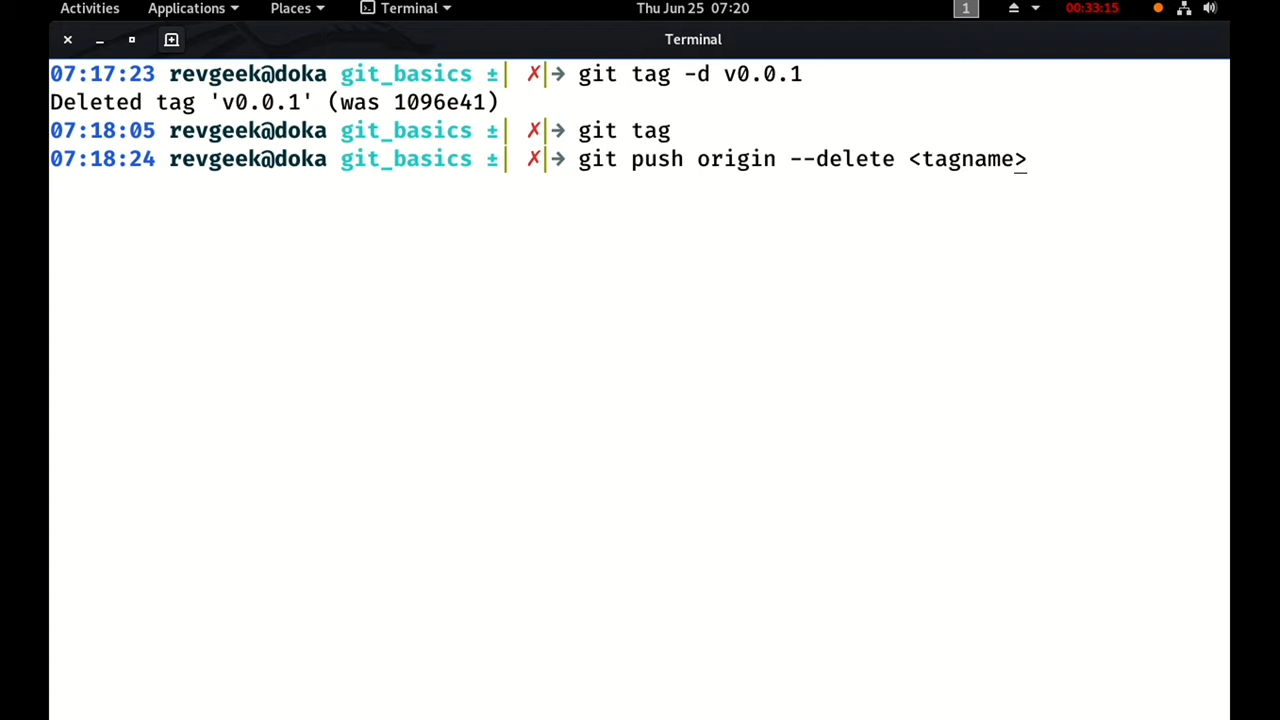 Activities Applications Places Terminal Thu Jun 25 07:20 1 00:33:15
Terminal
07:17:23 revgeek@doka git_basics ±| ✗|→ git tag -d v0.0.1
Deleted tag 'v0.0.1' (was 1096e41)
07:18:05 revgeek@doka git_basics ±| ✗|→ git tag
07:18:24 revgeek@doka git_basics ±| ✗|→ git push origin --delete <tagname>